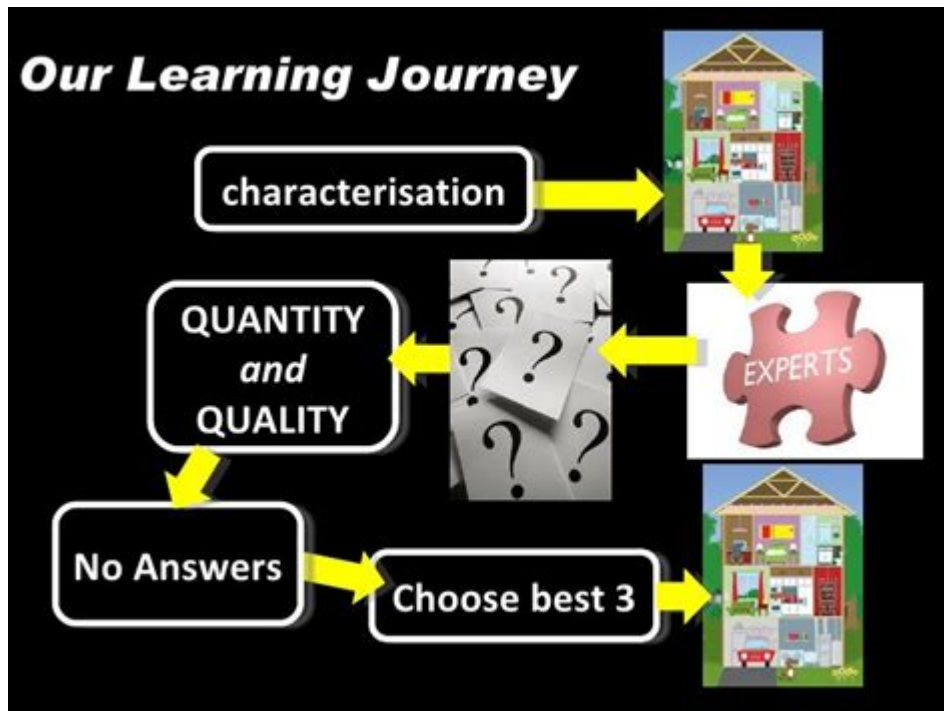 Our Learning Journey
characterisation
EXPERTS
?
?
?
?
?
?
?
?
QUANTITY
and
QUALITY
No Answers
Choose best 3